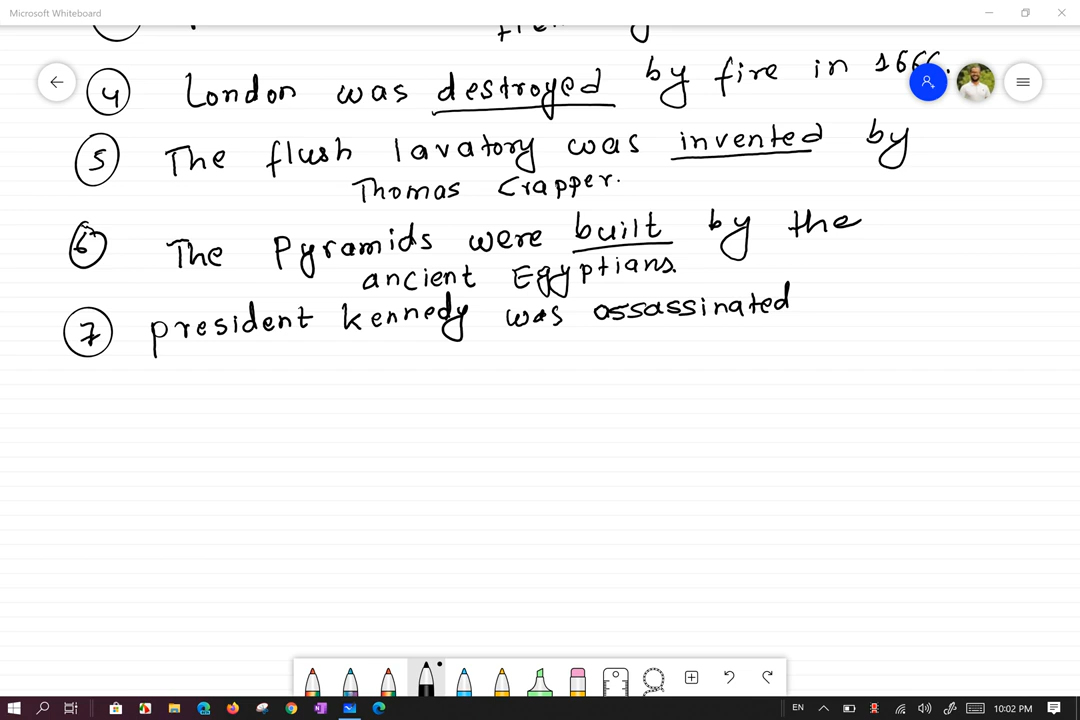 Microsoft Whiteboard
4 London was destroyed by fire in 1666.
5 The flush lavatory was invented by
Thomas Crapper.
6 The Pyramids were built by the
ancient Egyptians.
7 president kennedy was assassinated
EN
10:02 PM